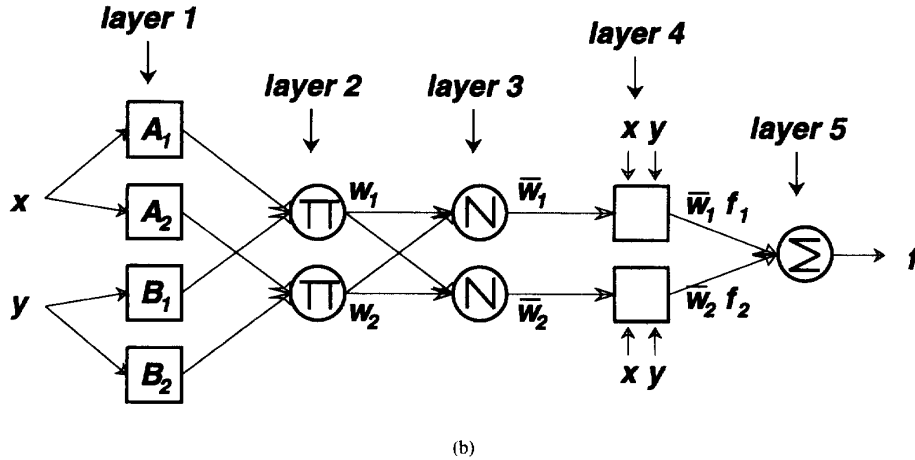 layer 1
layer 4
layer 2
layer 3
x y
layer 5
A1
w1
w̅1
w̅1 f1
x
A2
Π
N
Σ
f
y
B1
Π
N
w2
w̅2
w̅2 f2
B2
x y
(b)